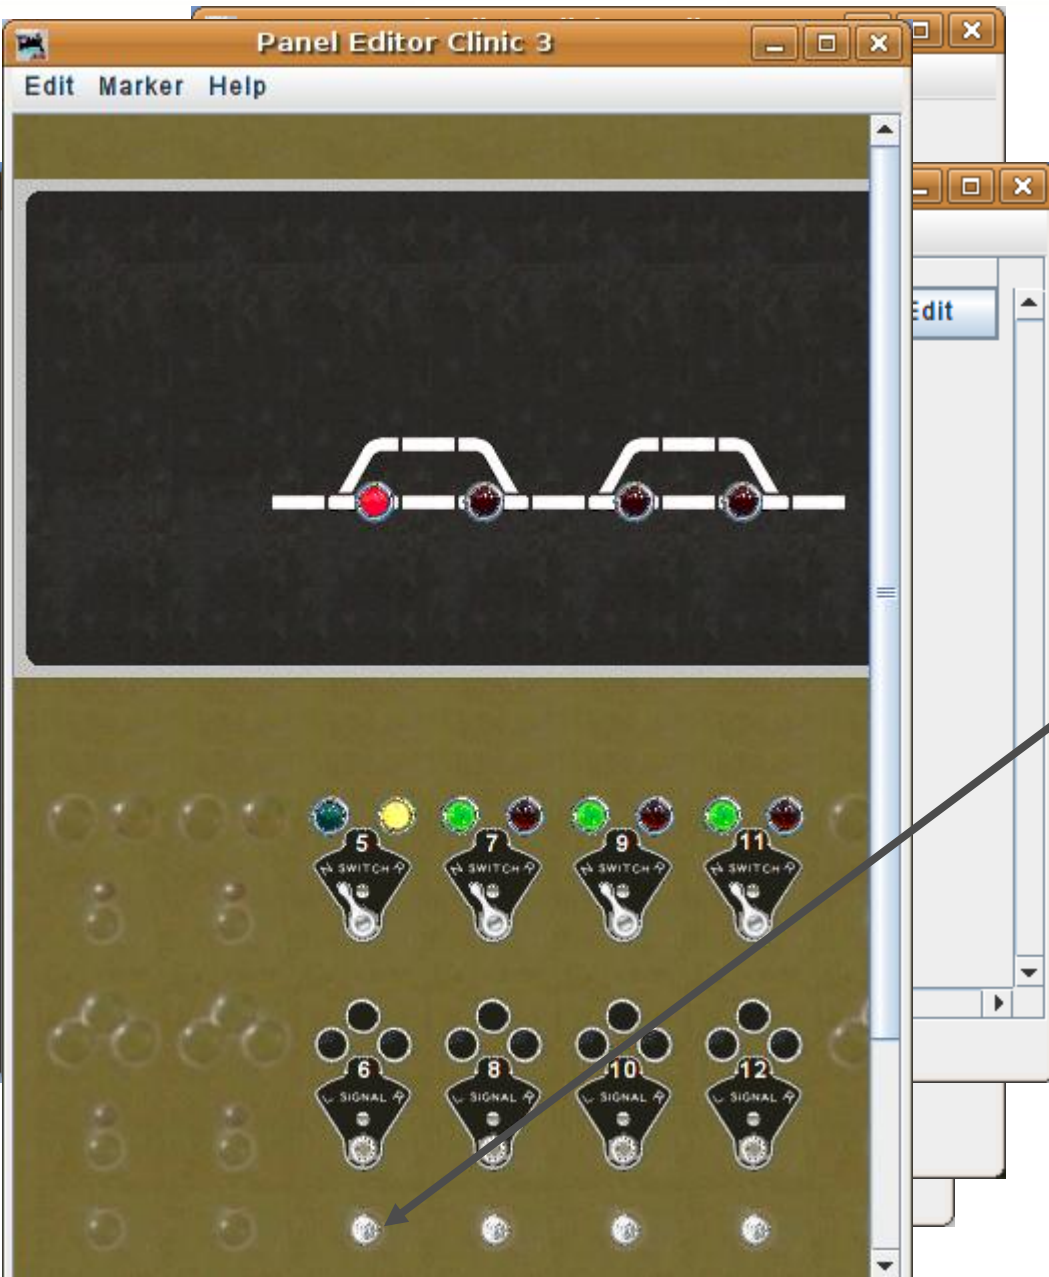 Panel Editor Clinic 3
Edit Marker Help
Edit
5 7 9 11
N SWITCH R N SWITCH R N SWITCH R N SWITCH R
6 8 10 12
L SIGNAL R L SIGNAL R L SIGNAL R L SIGNAL R